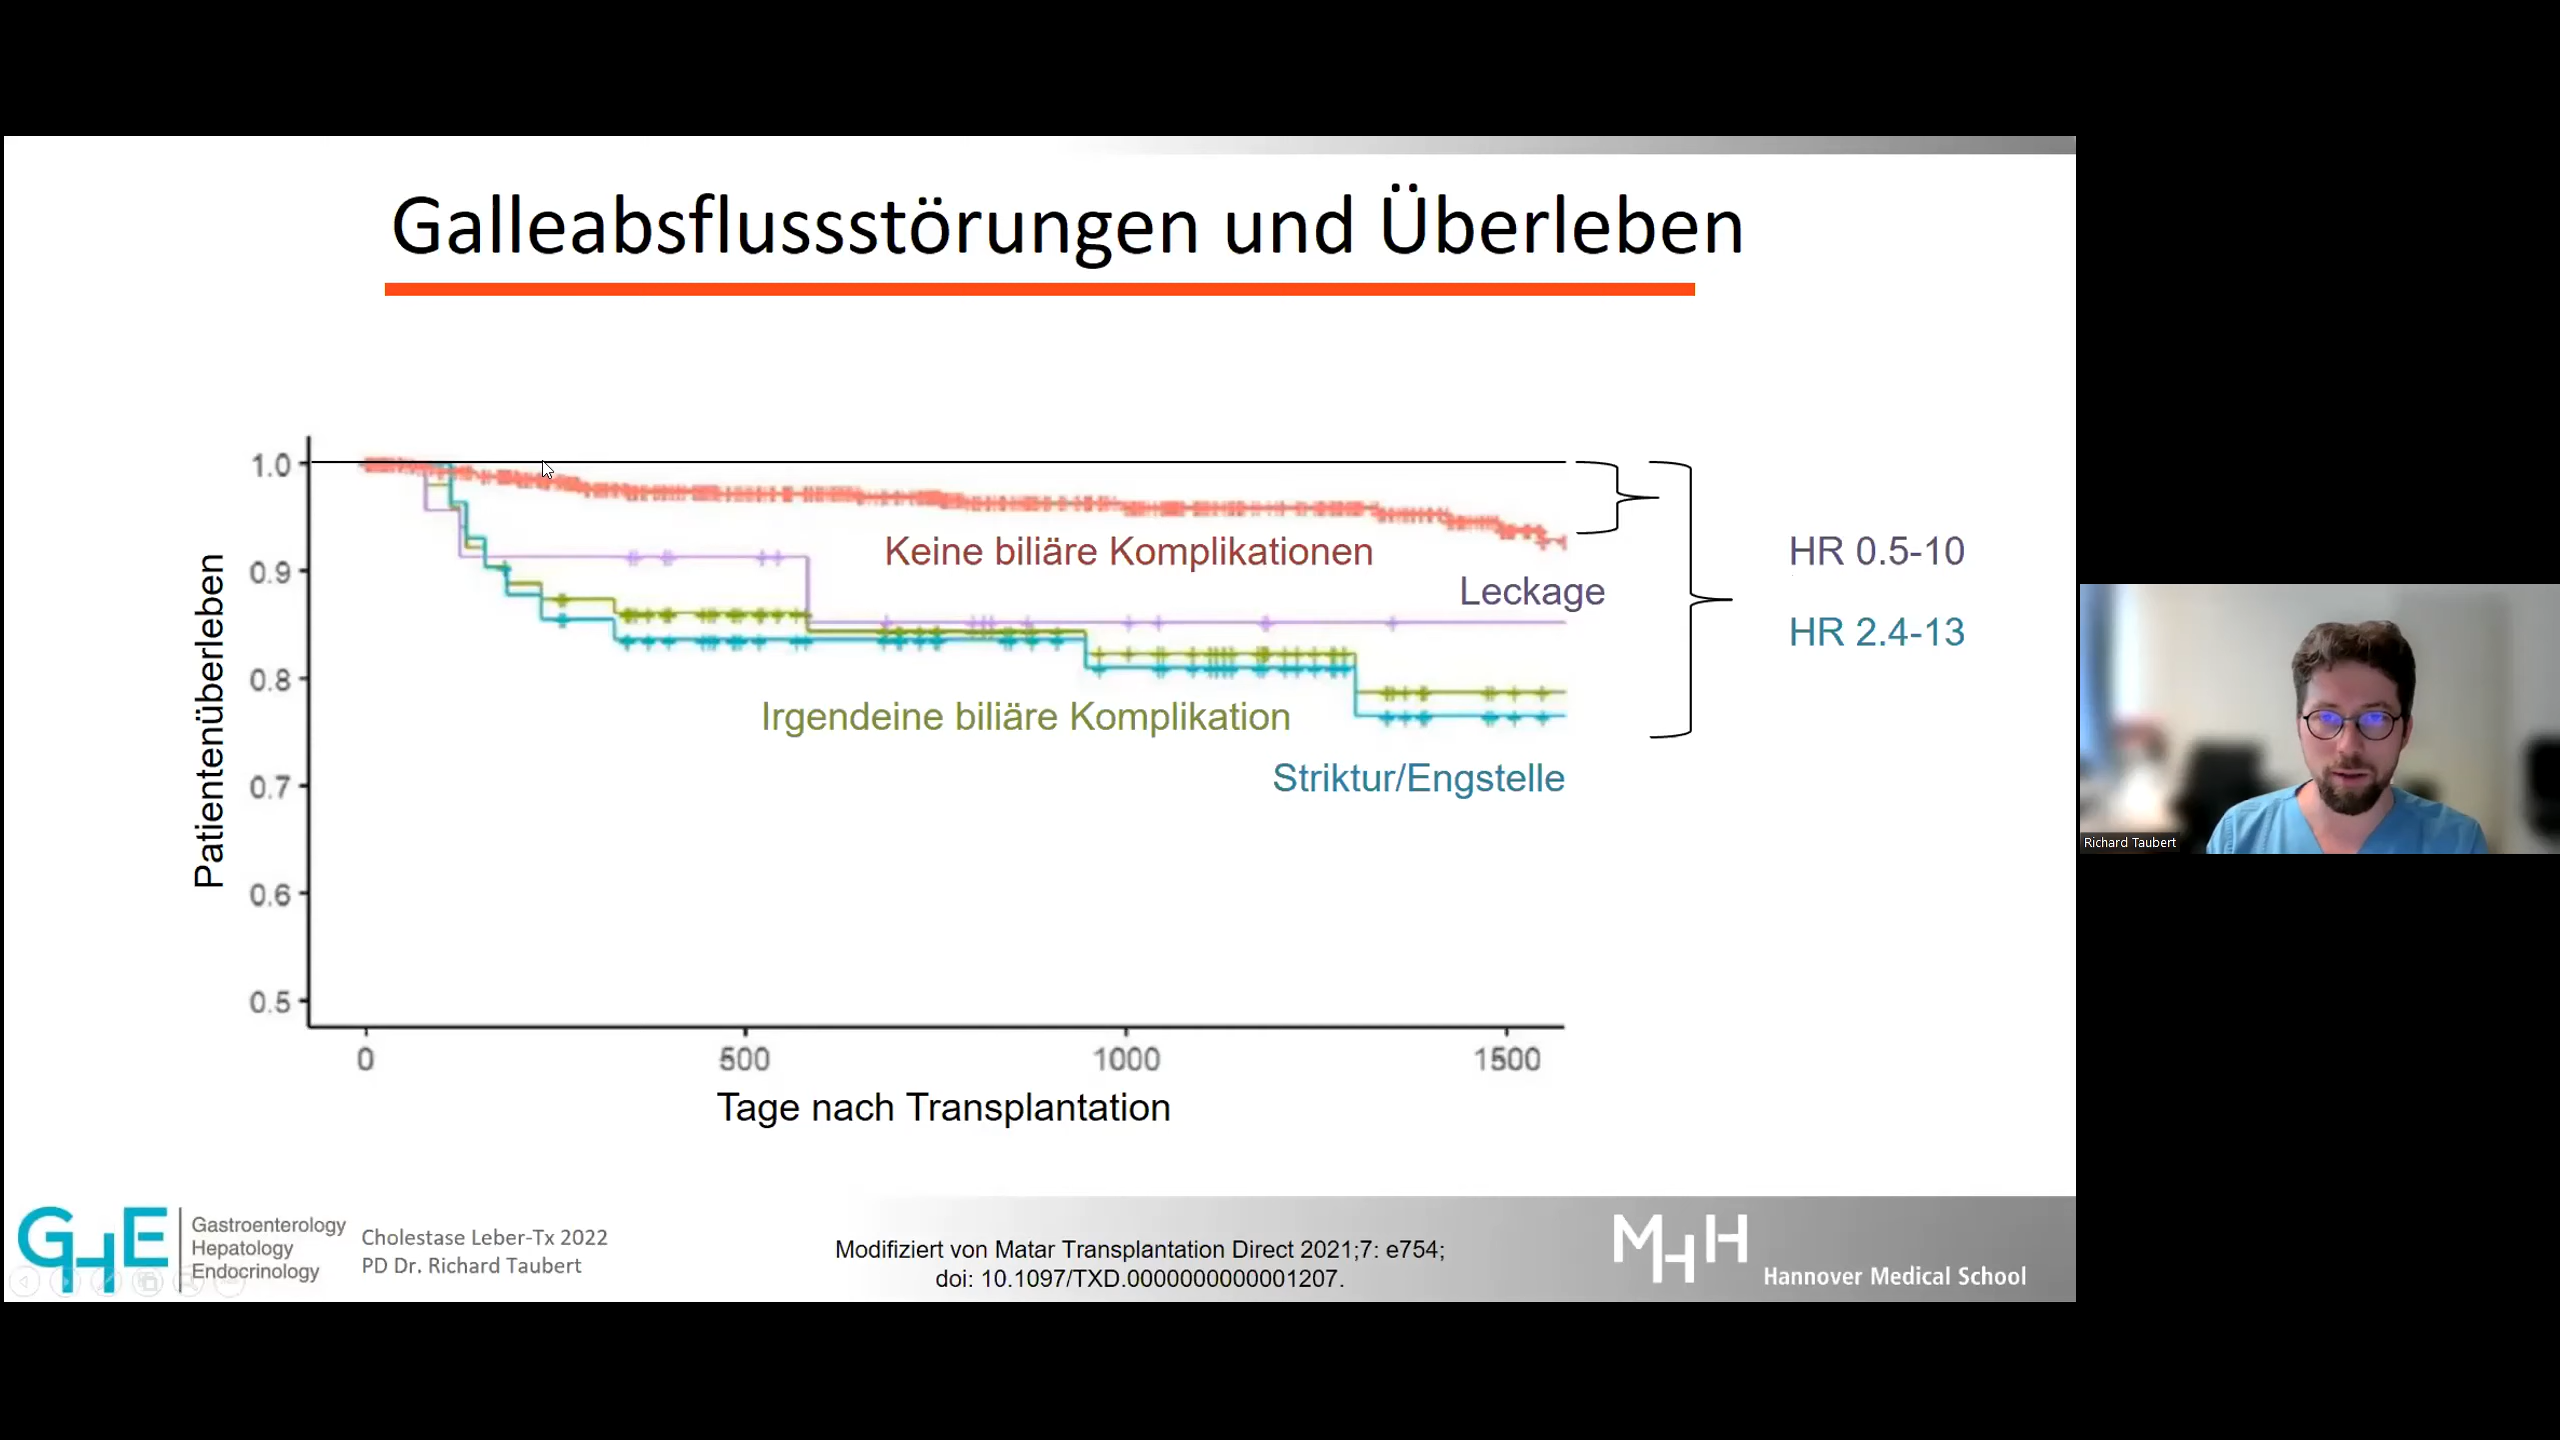 Galleabsflussstörungen und Überleben
Patientenüberleben
1.0
0.9
0.8
0.7
0.6
0.5
Keine biliäre Komplikationen
Leckage
Irgendeine biliäre Komplikation
Striktur/Engstelle
HR 0.5-10
HR 2.4-13
0
500
1000
1500
Tage nach Transplantation
Richard Taubert
GHE
Gastroenterology
Hepatology
Endocrinology
Cholestase Leber-Tx 2022
PD Dr. Richard Taubert
Modifiziert von Matar Transplantation Direct 2021;7: e754;
doi: 10.1097/TXD.0000000000001207.
MHH
Hannover Medical School